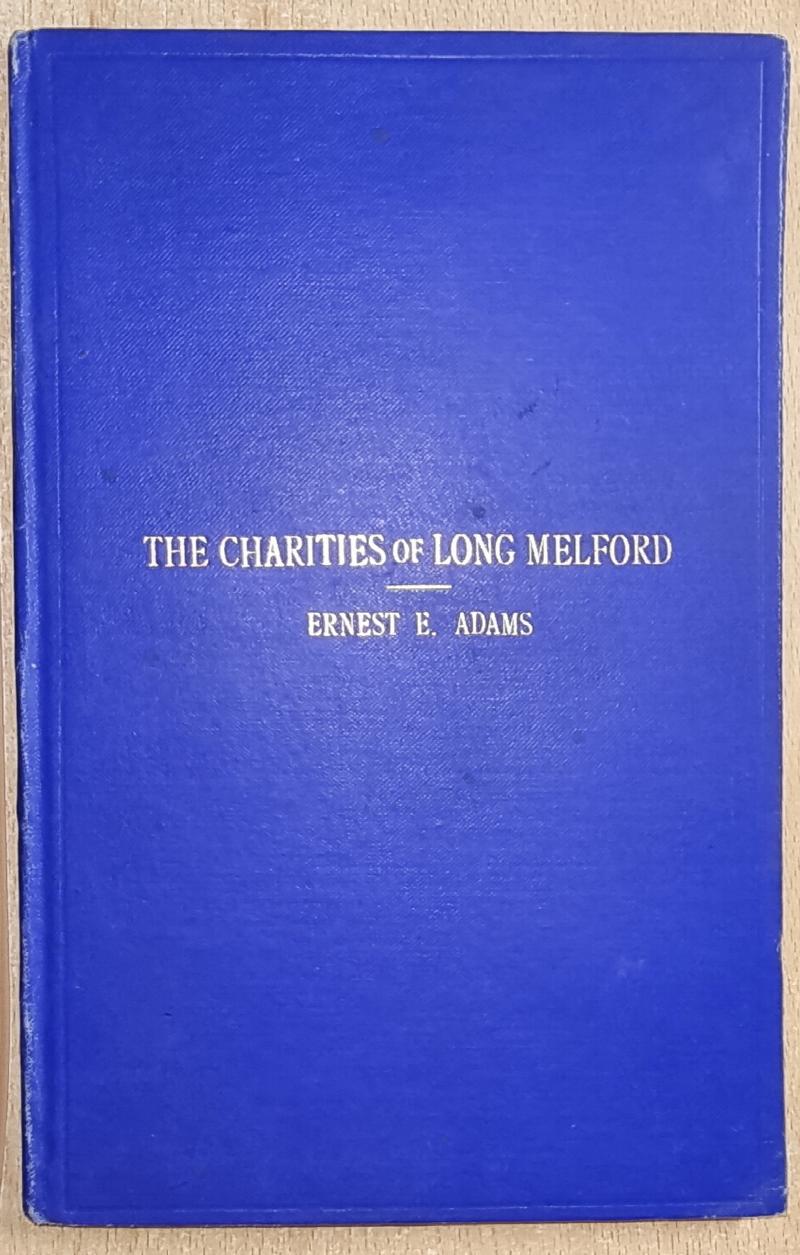 THE CHARITIES OF LONG MELFORD
ERNEST E. ADAMS